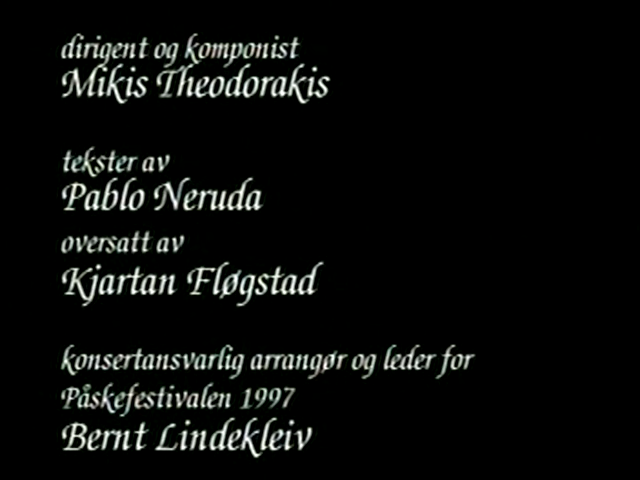 dirigent og komponist
Mikis Theodorakis
tekster av
Pablo Neruda
oversatt av
Kjartan Fløgstad
konsertansvarlig arrangør og leder for
Påskefestivalen 1997
Bernt Lindekleiv